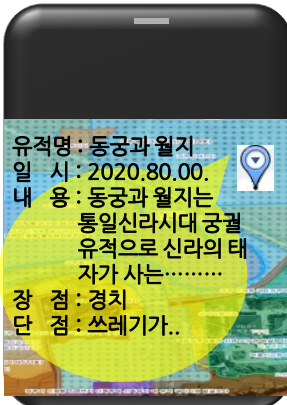 유적명 : 동궁과 월지
일 시 : 2020.80.00.
내 용 : 동궁과 월지는
통일신라시대 궁궐
유적으로 신라의 태
자가 사는………
장 점 : 경치
단 점 : 쓰레기가..